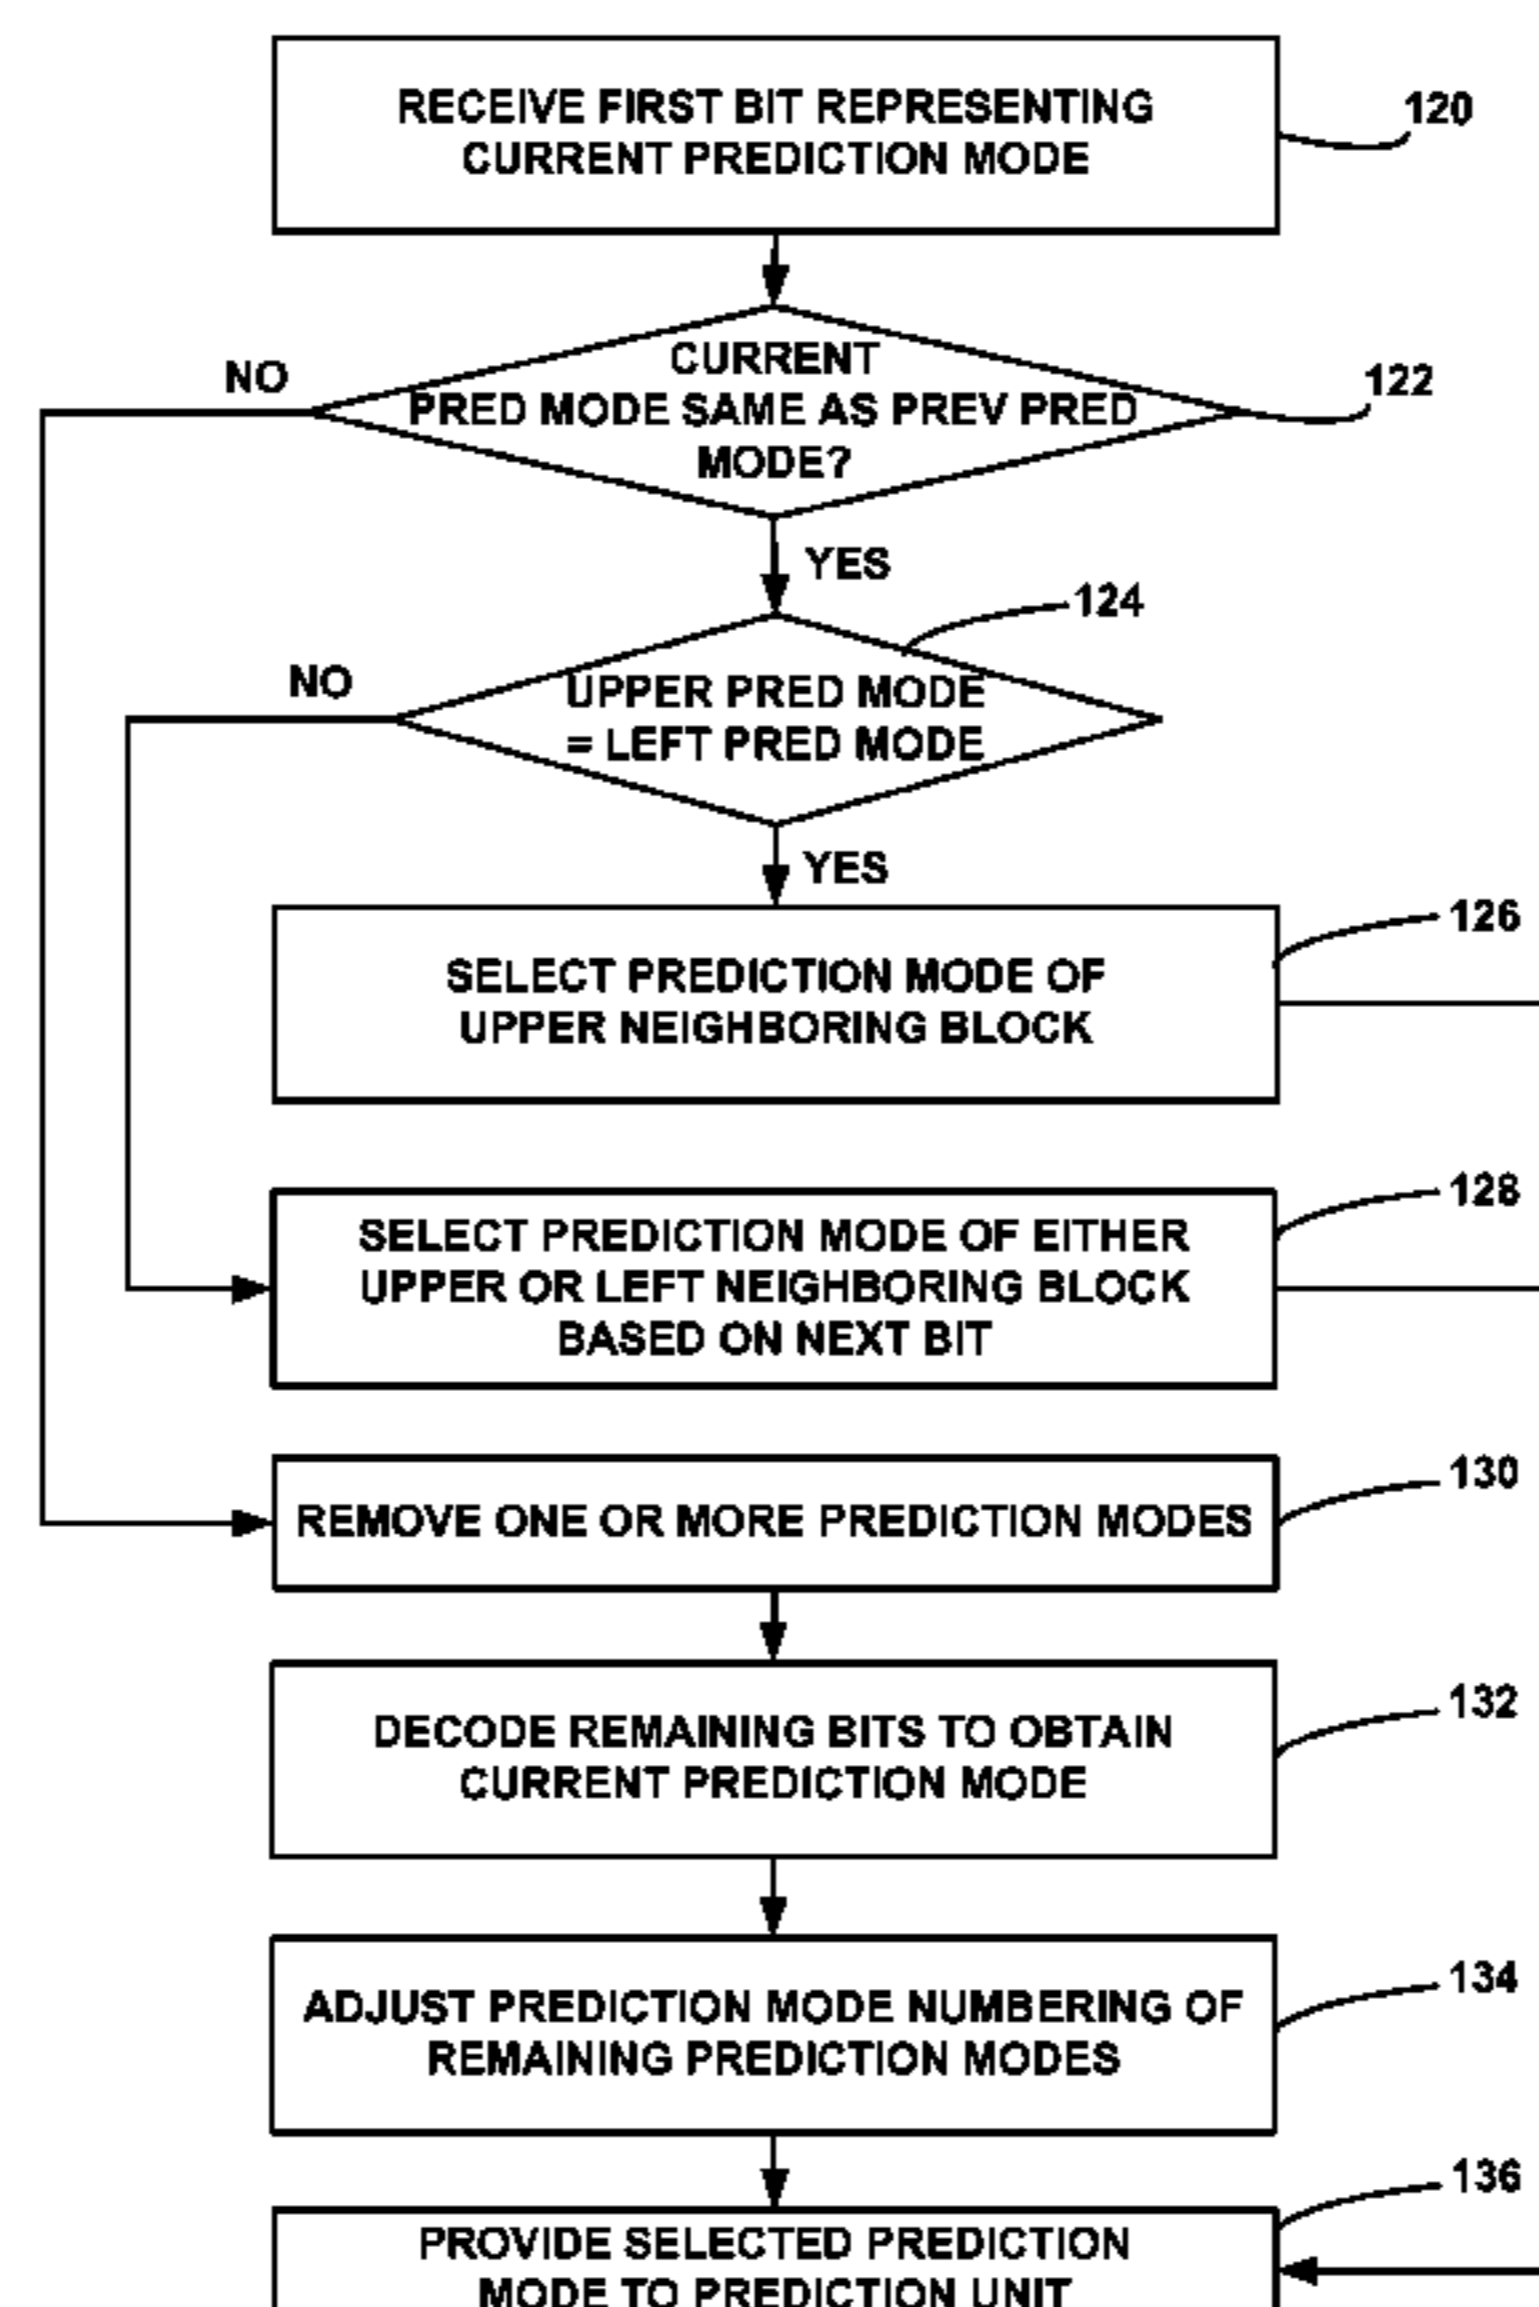 RECEIVE FIRST BIT REPRESENTING
CURRENT PREDICTION MODE
120
CURRENT
PRED MODE SAME AS PREV PRED
MODE?
122
NO
YES
124
UPPER PRED MODE
= LEFT PRED MODE
NO
YES
126
SELECT PREDICTION MODE OF
UPPER NEIGHBORING BLOCK
128
SELECT PREDICTION MODE OF EITHER
UPPER OR LEFT NEIGHBORING BLOCK
BASED ON NEXT BIT
130
REMOVE ONE OR MORE PREDICTION MODES
132
DECODE REMAINING BITS TO OBTAIN
CURRENT PREDICTION MODE
134
ADJUST PREDICTION MODE NUMBERING OF
REMAINING PREDICTION MODES
136
PROVIDE SELECTED PREDICTION
MODE TO PREDICTION UNIT